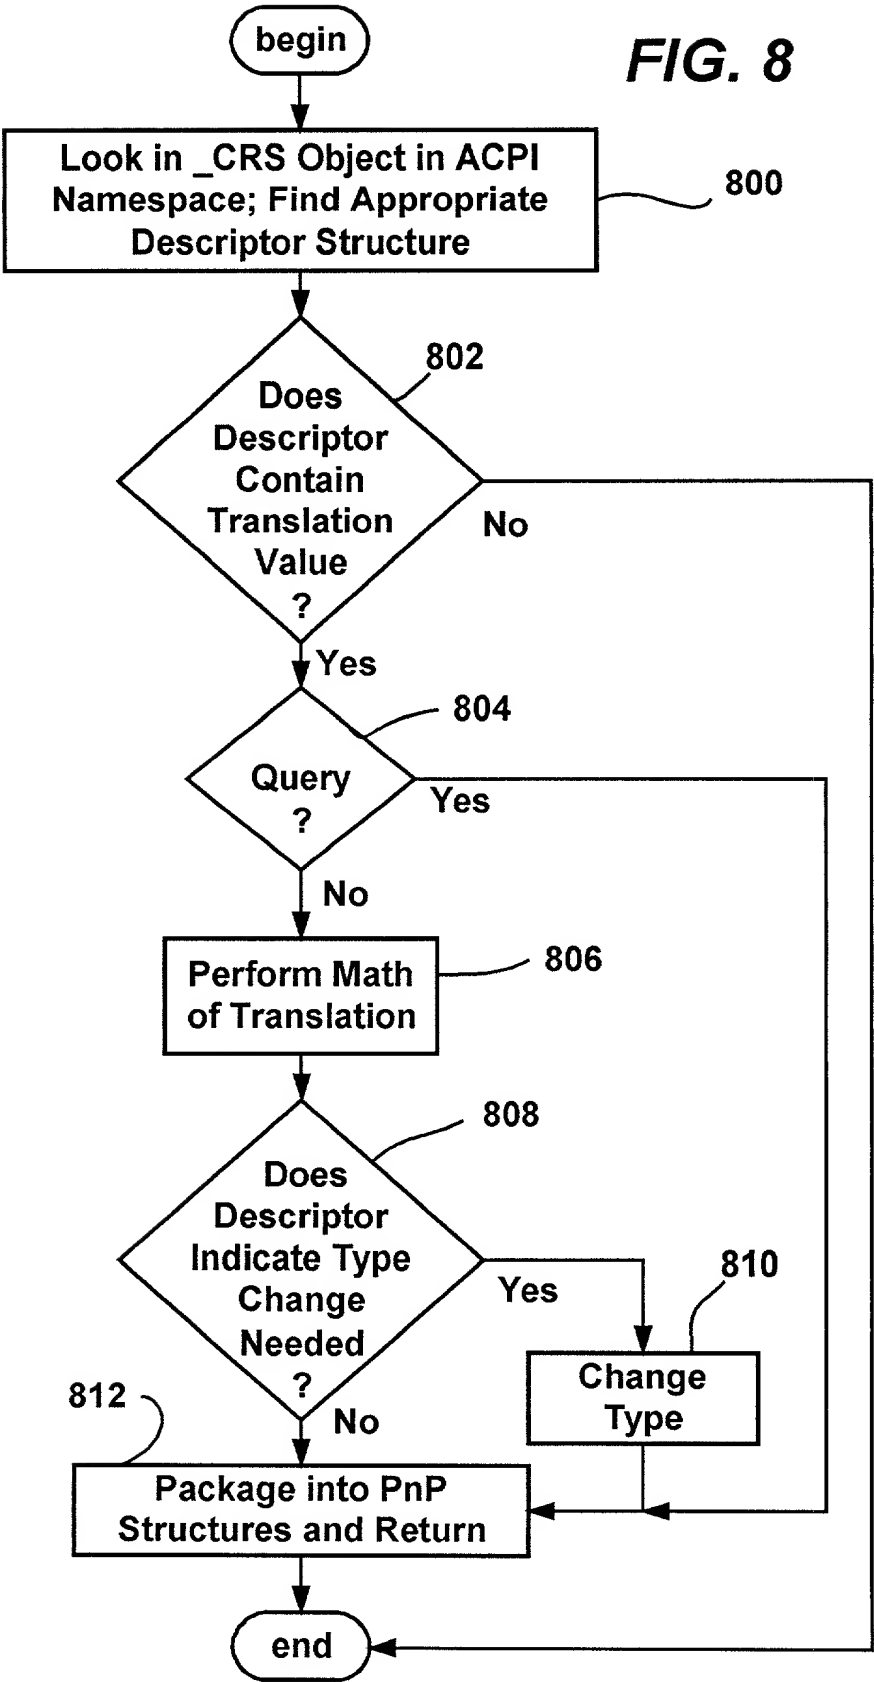 begin
FIG. 8
Look in _CRS Object in ACPI
Namespace; Find Appropriate
Descriptor Structure
800
802
Does
Descriptor
Contain
Translation
Value
?
No
Yes
804
Query
?
Yes
No
806
Perform Math
of Translation
808
Does
Descriptor
Indicate Type
Change
Needed
?
Yes
810
Change
Type
812
No
Package into PnP
Structures and Return
end